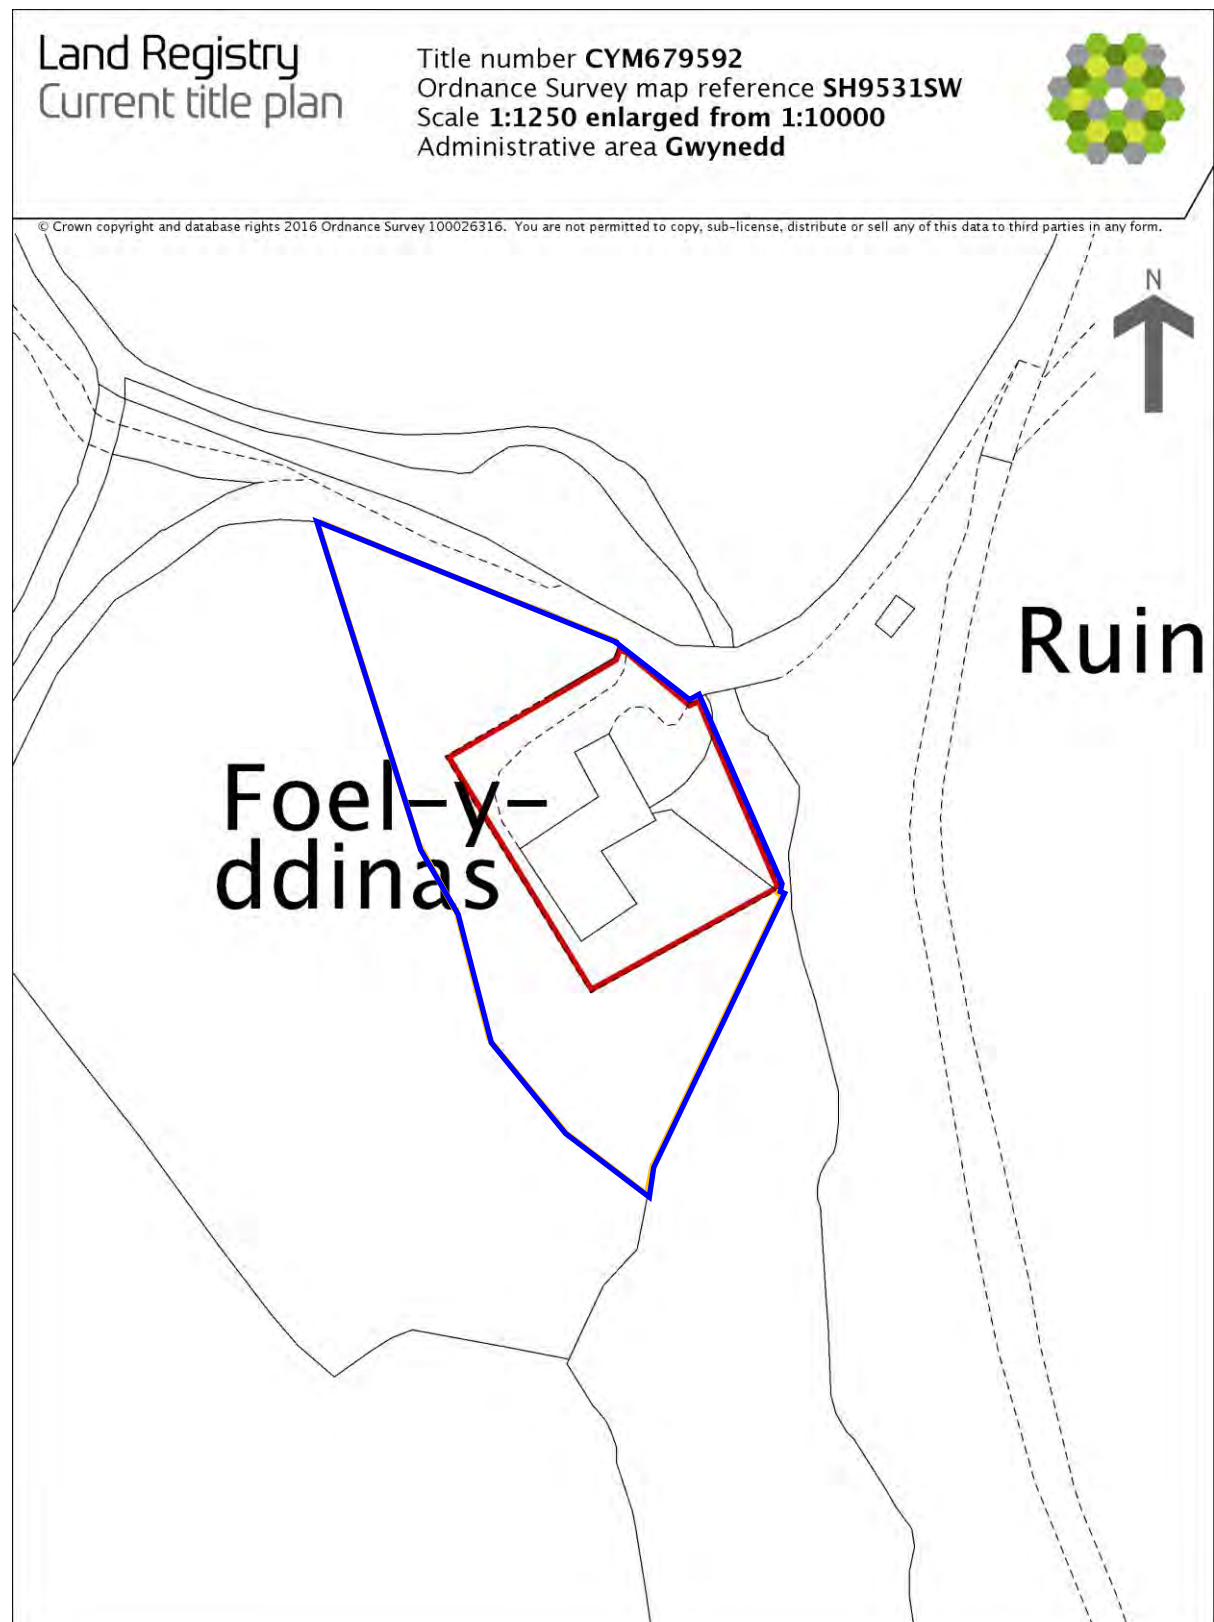 Land Registry
Current title plan
Title number CYM679592
Ordnance Survey map reference SH9531SW
Scale 1:1250 enlarged from 1:10000
Administrative area Gwynedd
© Crown copyright and database rights 2016 Ordnance Survey 100026316. You are not permitted to copy, sub-license, distribute or sell any of this data to third parties in any form.
N
Ruin
Foel-y-
ddinas